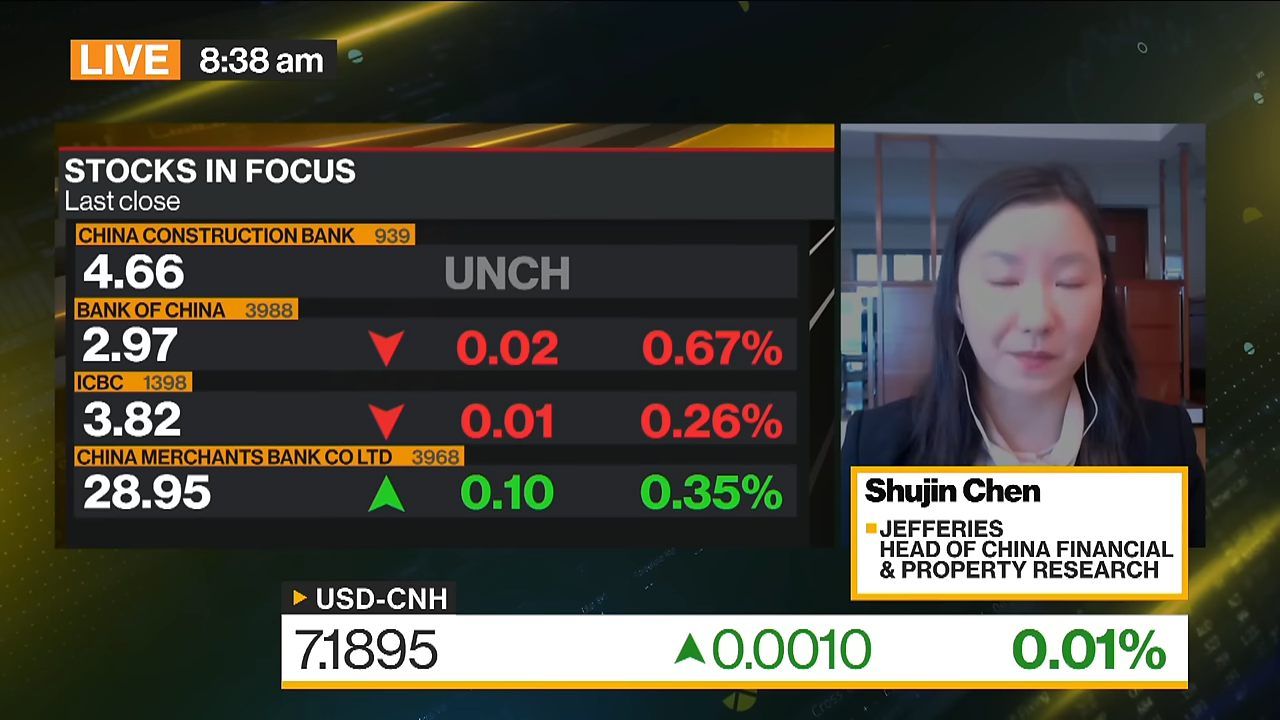 LIVE 8:38 am
STOCKS IN FOCUS
Last close
CHINA CONSTRUCTION BANK 939
4.66 UNCH
BANK OF CHINA 3988
2.97 ▼ 0.02 0.67%
ICBC 1398
3.82 ▼ 0.01 0.26%
CHINA MERCHANTS BANK CO LTD 3968
28.95 ▲ 0.10 0.35%
Shujin Chen
JEFFERIES
HEAD OF CHINA FINANCIAL
& PROPERTY RESEARCH
USD-CNH
7.1895 ▲0.0010 0.01%